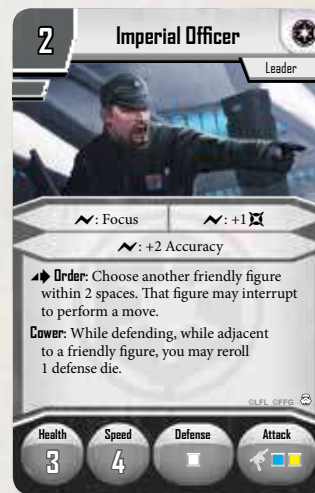 2
Imperial Officer
Leader
: Focus
: +1
: +2 Accuracy
Order: Choose another friendly figure
within 2 spaces. That figure may interrupt
to perform a move.
Cower: While defending, while adjacent
to a friendly figure, you may reroll
1 defense die.
©LFL ©FFG
Health
Speed
Defense
Attack
3
4